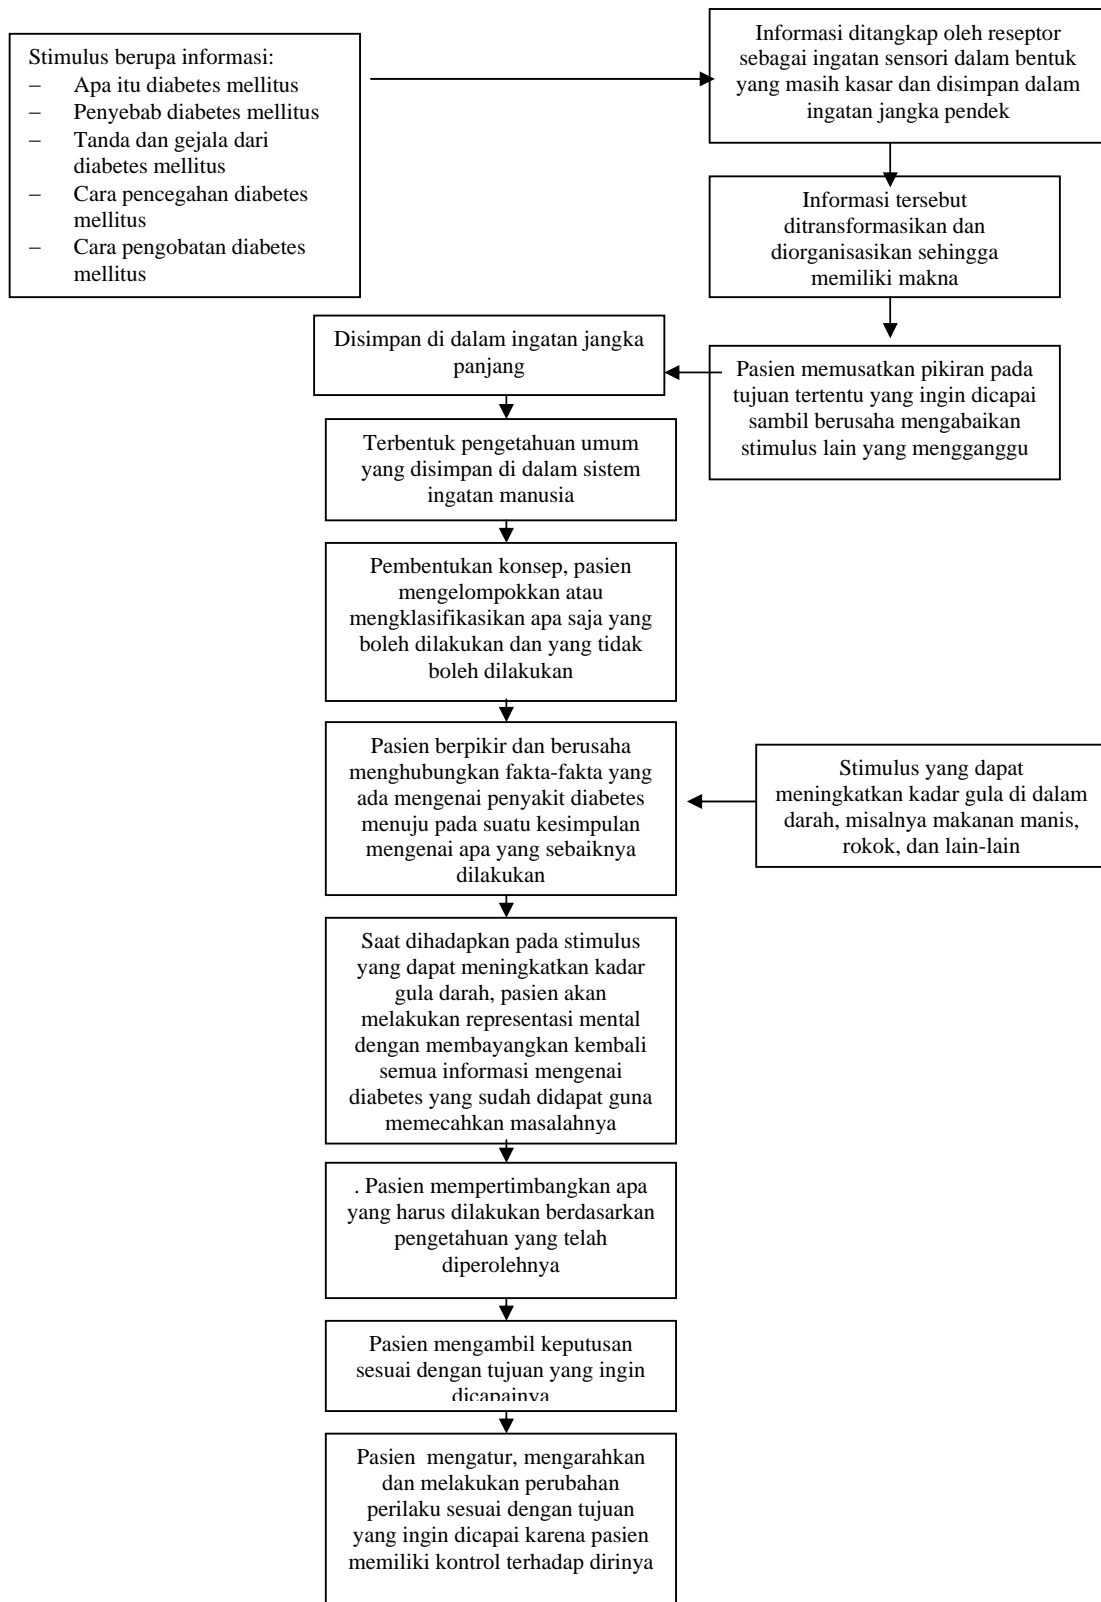 Stimulus berupa informasi:
– Apa itu diabetes mellitus
– Penyebab diabetes mellitus
– Tanda dan gejala dari
diabetes mellitus
– Cara pencegahan diabetes
mellitus
– Cara pengobatan diabetes
mellitus
Informasi ditangkap oleh reseptor
sebagai ingatan sensori dalam bentuk
yang masih kasar dan disimpan dalam
ingatan jangka pendek
Informasi tersebut
ditransformasikan dan
diorganisasikan sehingga
memiliki makna
Pasien memusatkan pikiran pada
tujuan tertentu yang ingin dicapai
sambil berusaha mengabaikan
stimulus lain yang mengganggu
Disimpan di dalam ingatan jangka
panjang
Terbentuk pengetahuan umum
yang disimpan di dalam sistem
ingatan manusia
Pembentukan konsep, pasien
mengelompokkan atau
mengklasifikasikan apa saja yang
boleh dilakukan dan yang tidak
boleh dilakukan
Pasien berpikir dan berusaha
menghubungkan fakta-fakta yang
ada mengenai penyakit diabetes
menuju pada suatu kesimpulan
mengenai apa yang sebaiknya
dilakukan
Stimulus yang dapat
meningkatkan kadar gula di dalam
darah, misalnya makanan manis,
rokok, dan lain-lain
Saat dihadapkan pada stimulus
yang dapat meningkatkan kadar
gula darah, pasien akan
melakukan representasi mental
dengan membayangkan kembali
semua informasi mengenai
diabetes yang sudah didapat guna
memecahkan masalahnya
. Pasien mempertimbangkan apa
yang harus dilakukan berdasarkan
pengetahuan yang telah
diperolehnya
Pasien mengambil keputusan
sesuai dengan tujuan yang ingin
dicapainya
Pasien mengatur, mengarahkan
dan melakukan perubahan
perilaku sesuai dengan tujuan
yang ingin dicapai karena pasien
memiliki kontrol terhadap dirinya